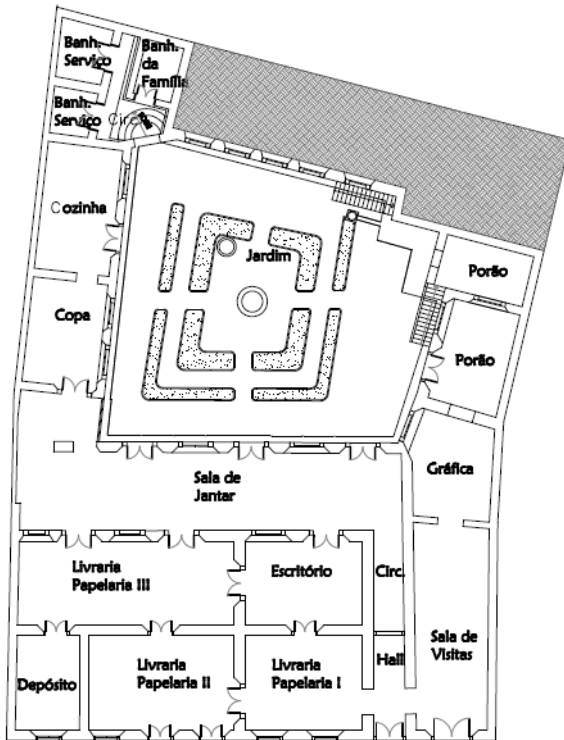 Banh.
Serviço
Banh.
da
Família
Banh.
Serviço
Circ.
Cozinha
Jardim
Porão
Copa
Porão
Gráfica
Sala de
Jantar
Livraria
Papelaria III
Escritório
Circ.
Sala de
Visitas
Hall
Depósito
Livraria
Papelaria II
Livraria
Papelaria I